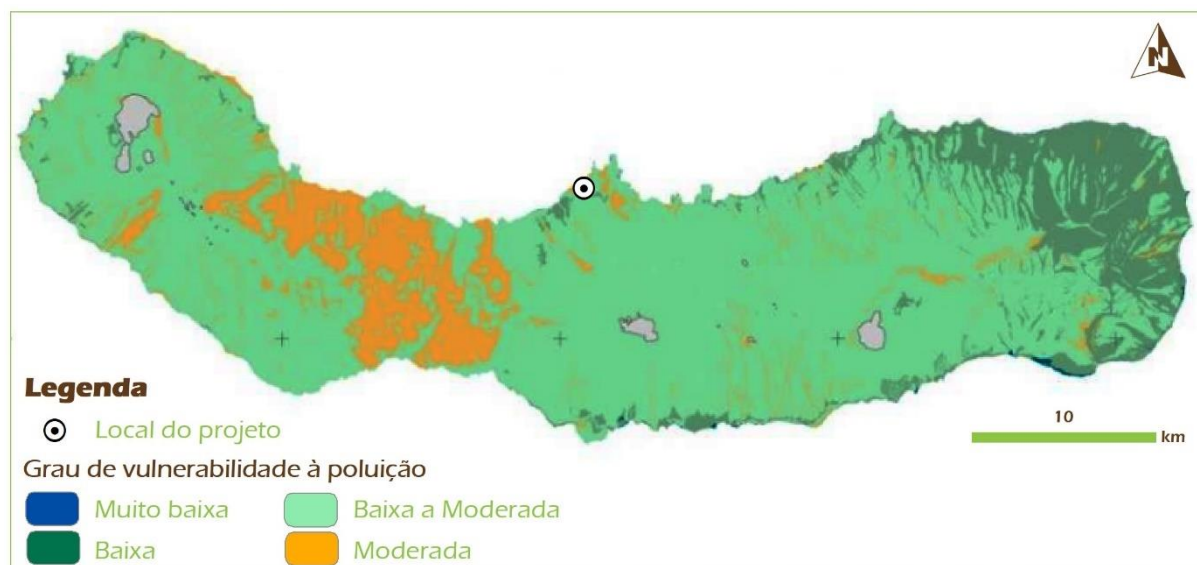 N
Legenda
Local do projeto
Grau de vulnerabilidade à poluição
Muito baixa
Baixa a Moderada
Baixa
Moderada
10
km